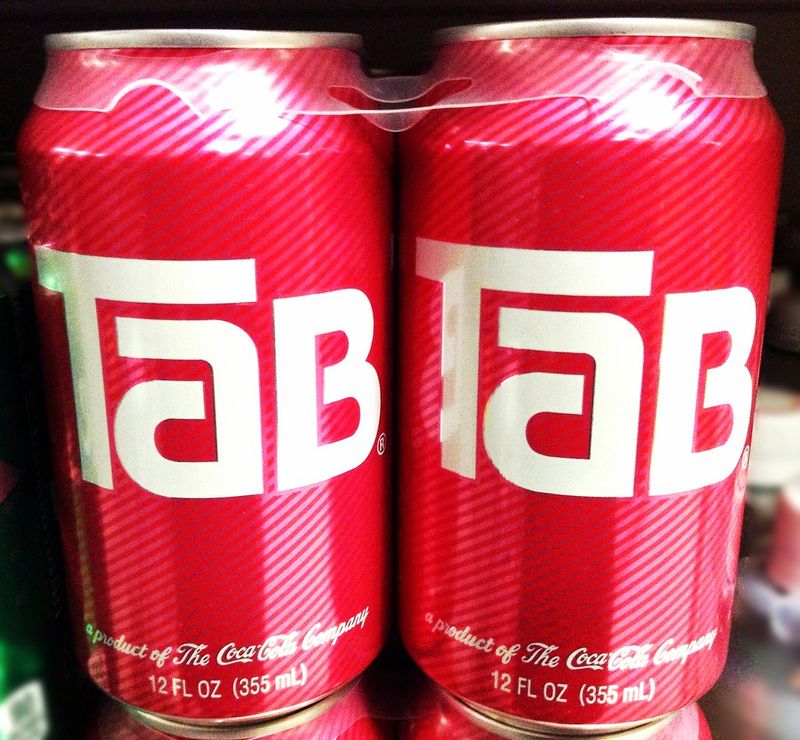 TaB®
a product of The Coca-Cola Company
12 FL OZ (355 mL)
TaB®
a product of The Coca-Cola Company
12 FL OZ (355 mL)